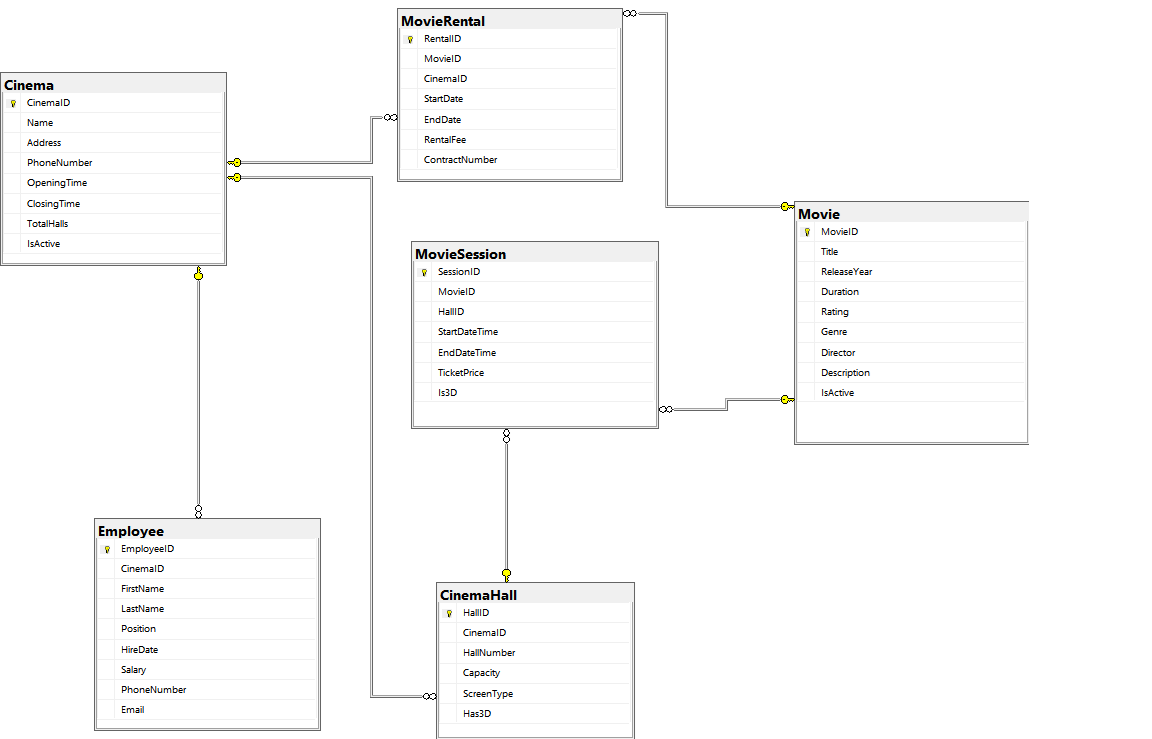 MovieRental
RentalID
MovieID
CinemaID
StartDate
EndDate
RentalFee
ContractNumber
Cinema
CinemaID
Name
Address
PhoneNumber
OpeningTime
ClosingTime
TotalHalls
IsActive
Movie
MovieID
Title
ReleaseYear
Duration
Rating
Genre
Director
Description
IsActive
MovieSession
SessionID
MovieID
HallID
StartDateTime
EndDateTime
TicketPrice
Is3D
Employee
EmployeeID
CinemaID
FirstName
LastName
Position
HireDate
Salary
PhoneNumber
Email
CinemaHall
HallID
CinemaID
HallNumber
Capacity
ScreenType
Has3D